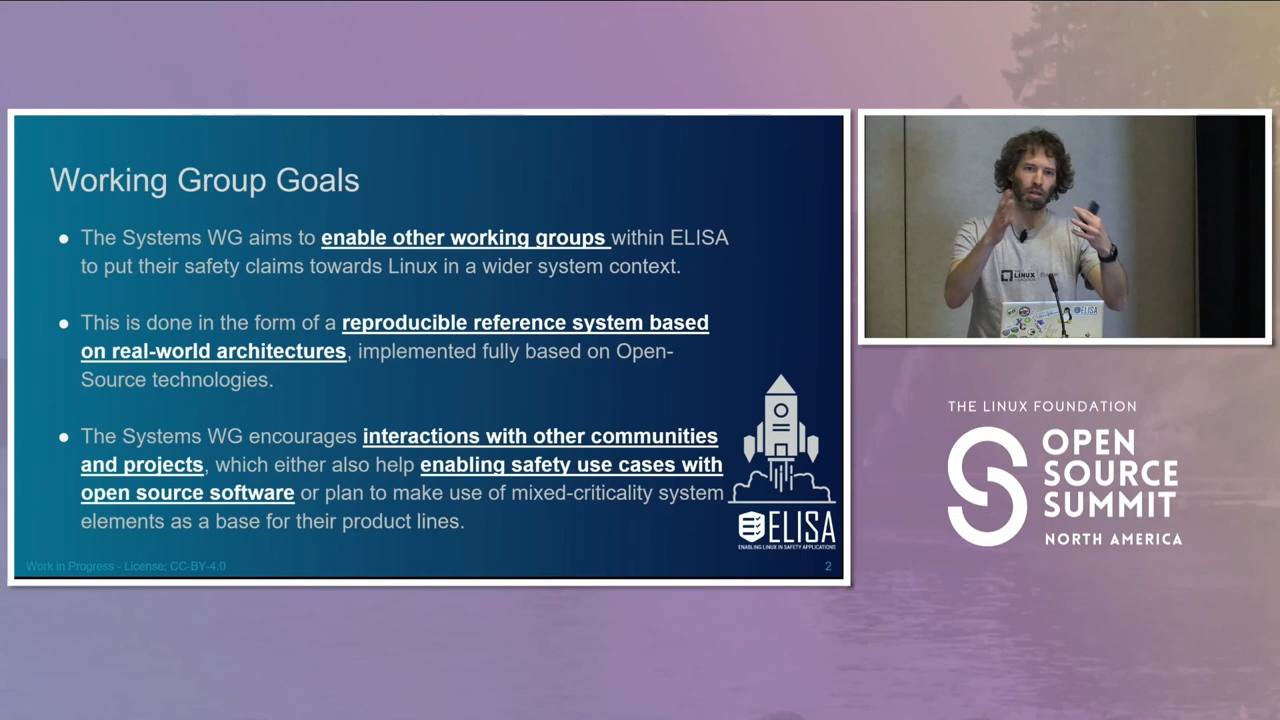 Working Group Goals
● The Systems WG aims to enable other working groups within ELISA
to put their safety claims towards Linux in a wider system context.
● This is done in the form of a reproducible reference system based
on real-world architectures, implemented fully based on Open-
Source technologies.
● The Systems WG encourages interactions with other communities
and projects, which either also help enabling safety use cases with
open source software or plan to make use of mixed-criticality system
elements as a base for their product lines.
ELISA
ENABLING LINUX IN SAFETY APPLICATIONS
Work in Progress - License: CC-BY-4.0
2
LINUX
ELISA
THE LINUX FOUNDATION
OPEN
SOURCE
SUMMIT
NORTH AMERICA